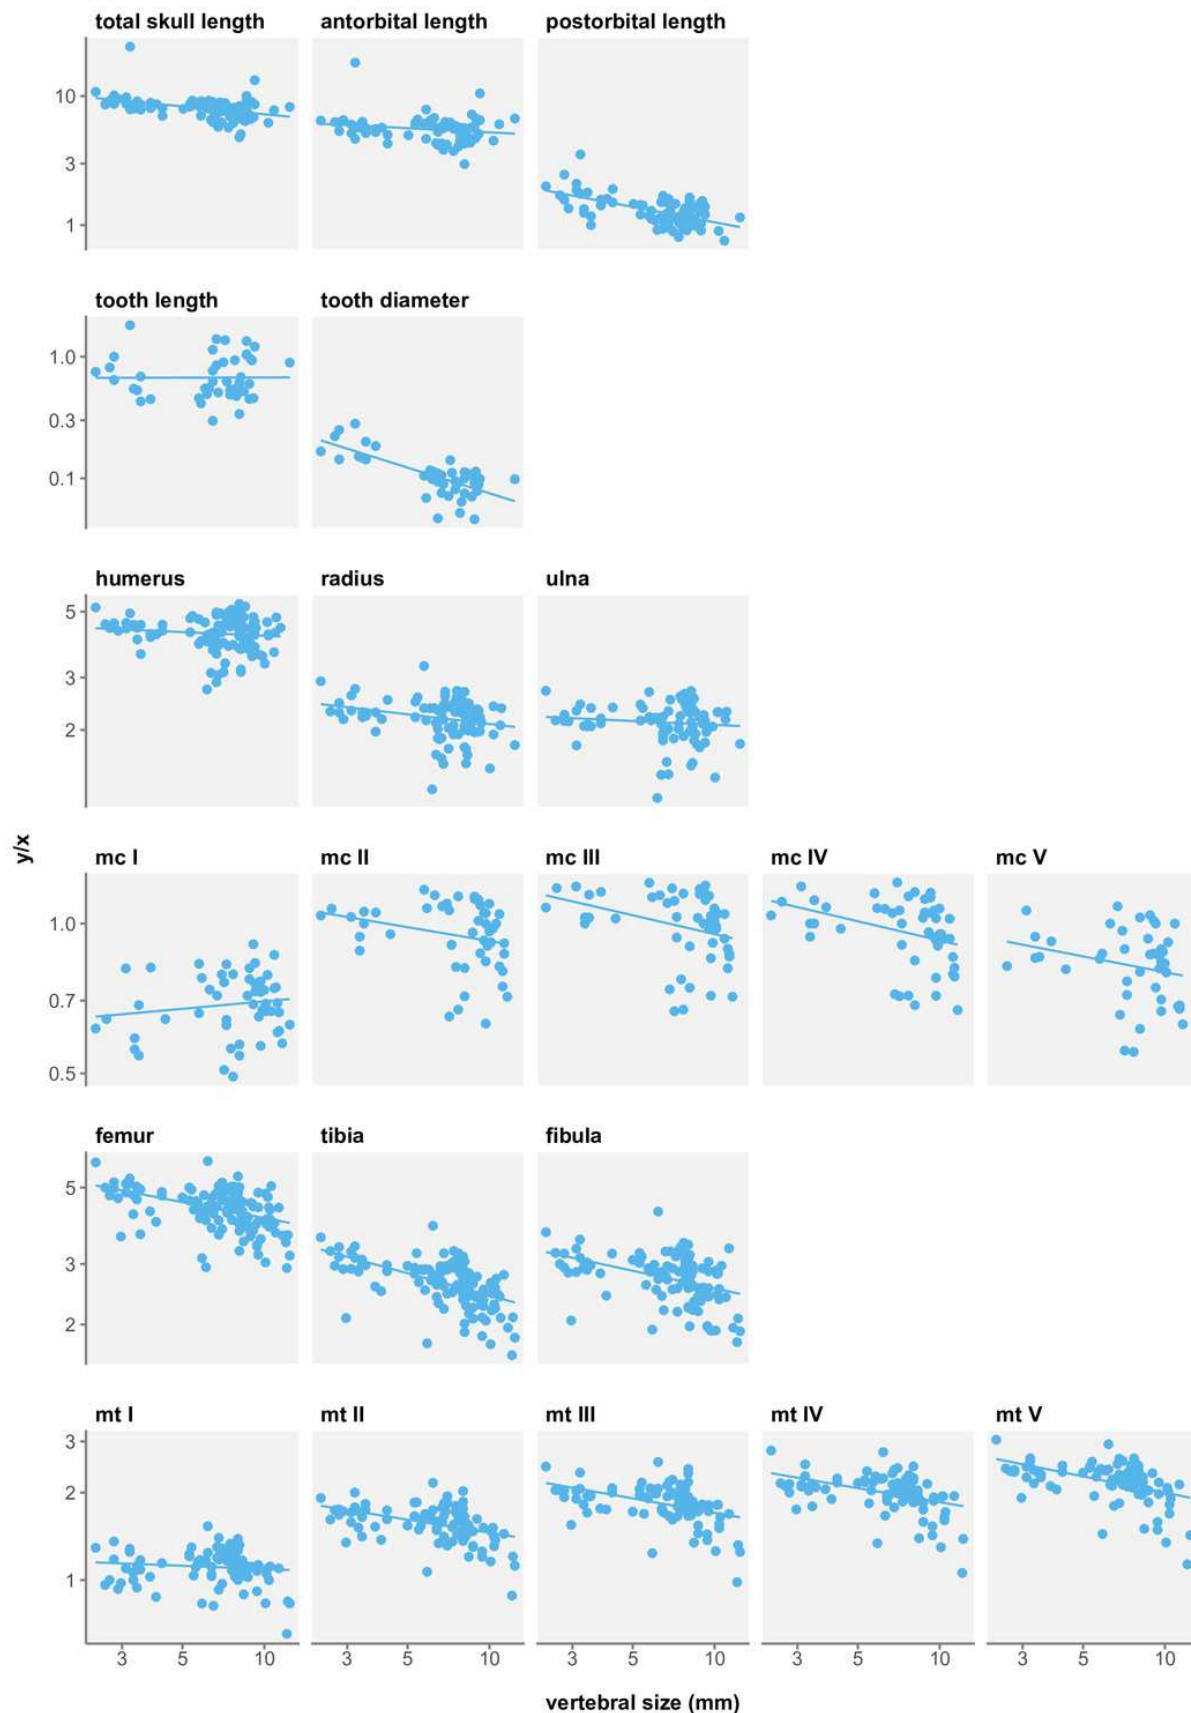 total skull length antorbital length postorbital length
10
3
1
tooth length tooth diameter
1.0
0.3
0.1
humerus radius ulna
5
3
2
y/x
mc I mc II mc III mc IV mc V
1.0
0.7
0.5
femur tibia fibula
5
3
2
mt I mt II mt III mt IV mt V
3
2
1
3 5 10 3 5 10 3 5 10 3 5 10 3 5 10
vertebral size (mm)